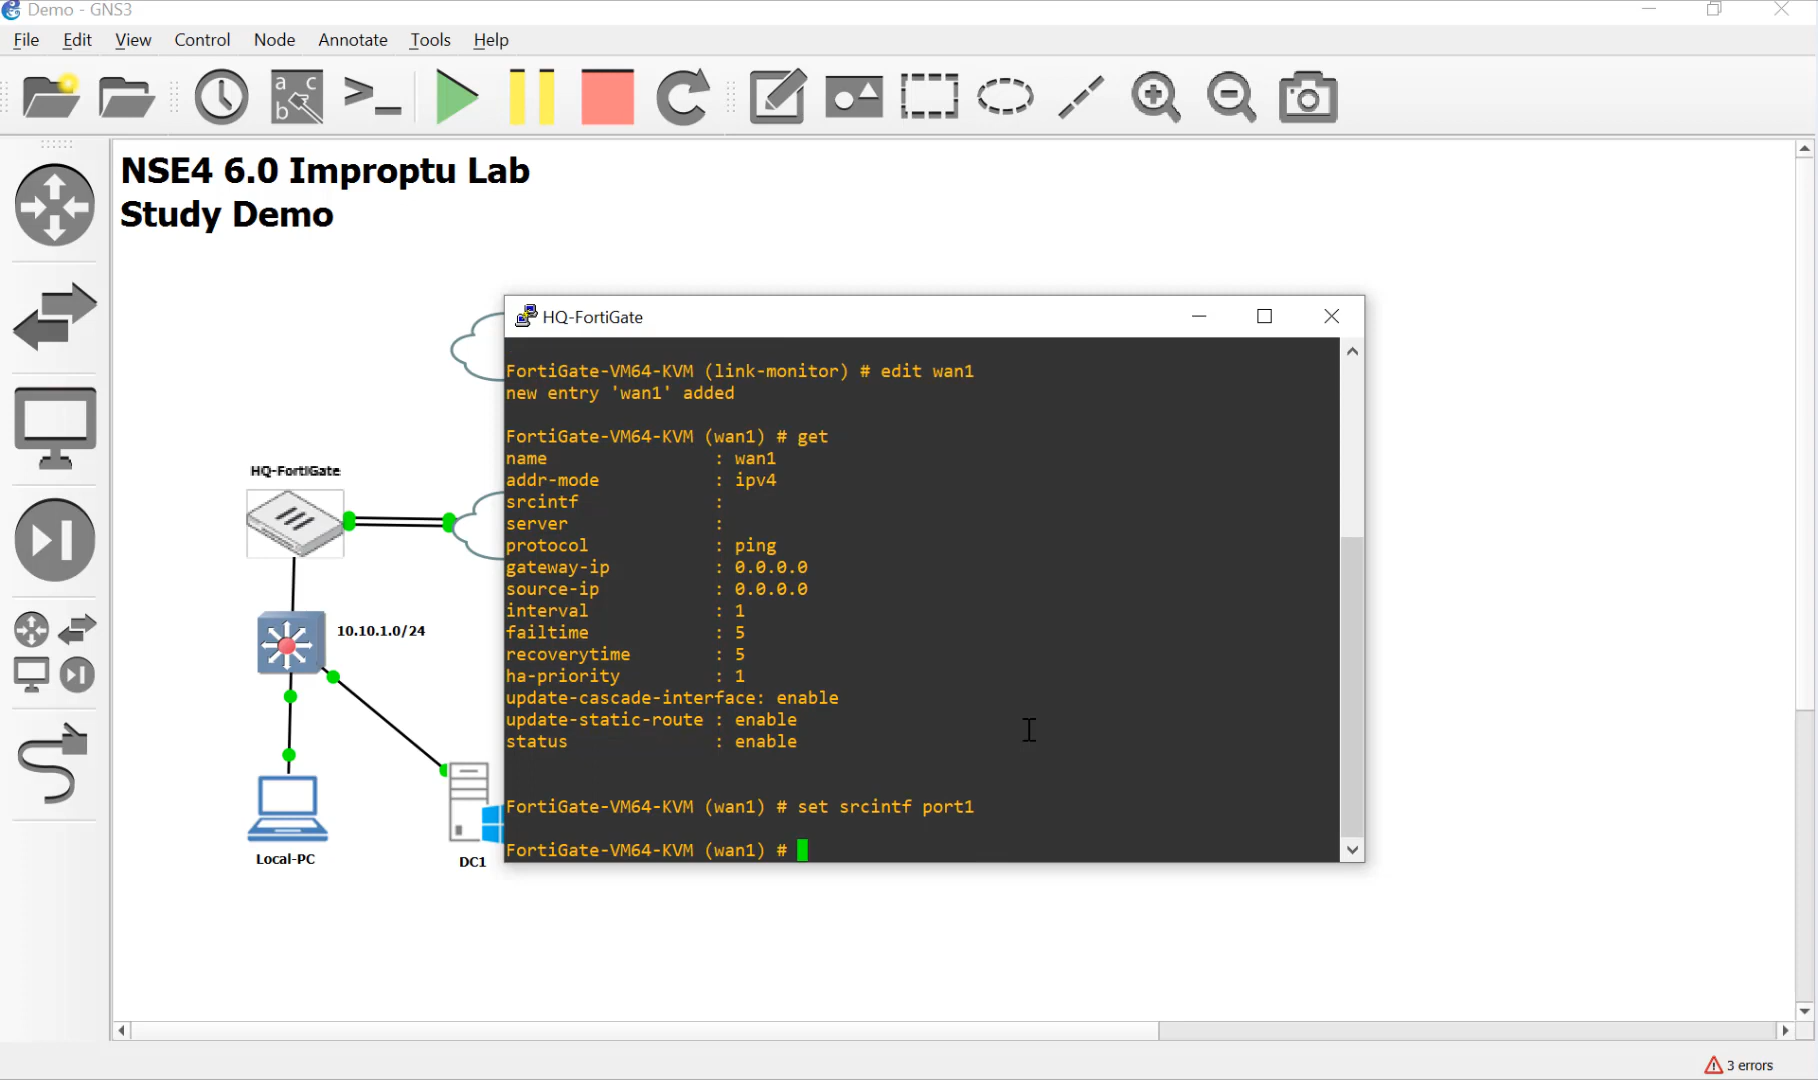 Demo - GNS3
File Edit View Control Node Annotate Tools Help
a c
b
NSE4 6.0 Improptu Lab
Study Demo
HQ-FortiGate
10.10.1.0/24
Local-PC
DC1
HQ-FortiGate
FortiGate-VM64-KVM (link-monitor) # edit wan1
new entry 'wan1' added
FortiGate-VM64-KVM (wan1) # get
name : wan1
addr-mode : ipv4
srcintf :
server :
protocol : ping
gateway-ip : 0.0.0.0
source-ip : 0.0.0.0
interval : 1
failtime : 5
recoverytime : 5
ha-priority : 1
update-cascade-interface: enable
update-static-route : enable
status : enable
FortiGate-VM64-KVM (wan1) # set srcintf port1
FortiGate-VM64-KVM (wan1) #
3 errors